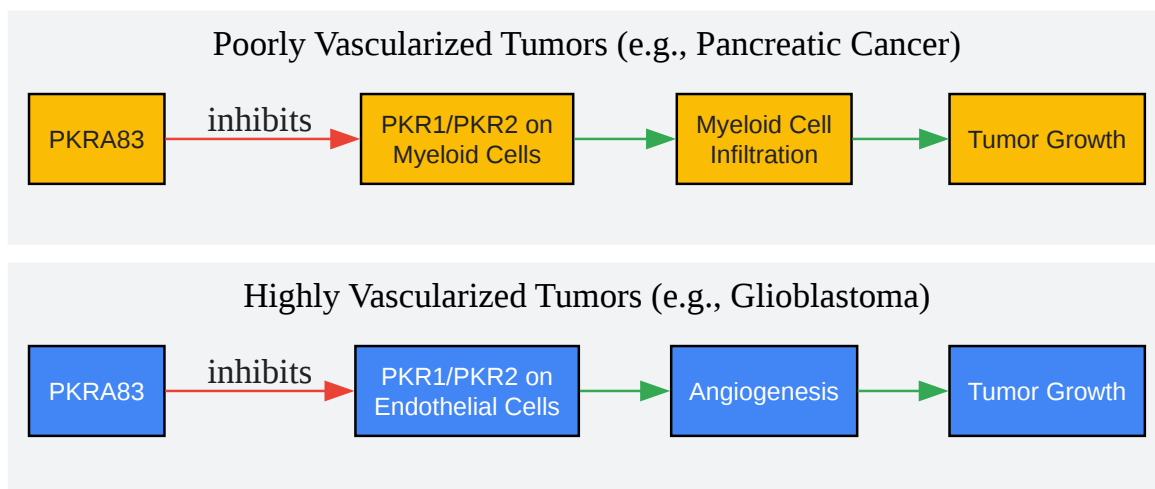 Poorly Vascularized Tumors (e.g., Pancreatic Cancer)
PKRA83
inhibits
PKR1/PKR2 on
Myeloid Cells
Myeloid Cell
Infiltration
Tumor Growth
Highly Vascularized Tumors (e.g., Glioblastoma)
PKRA83
inhibits
PKR1/PKR2 on
Endothelial Cells
Angiogenesis
Tumor Growth